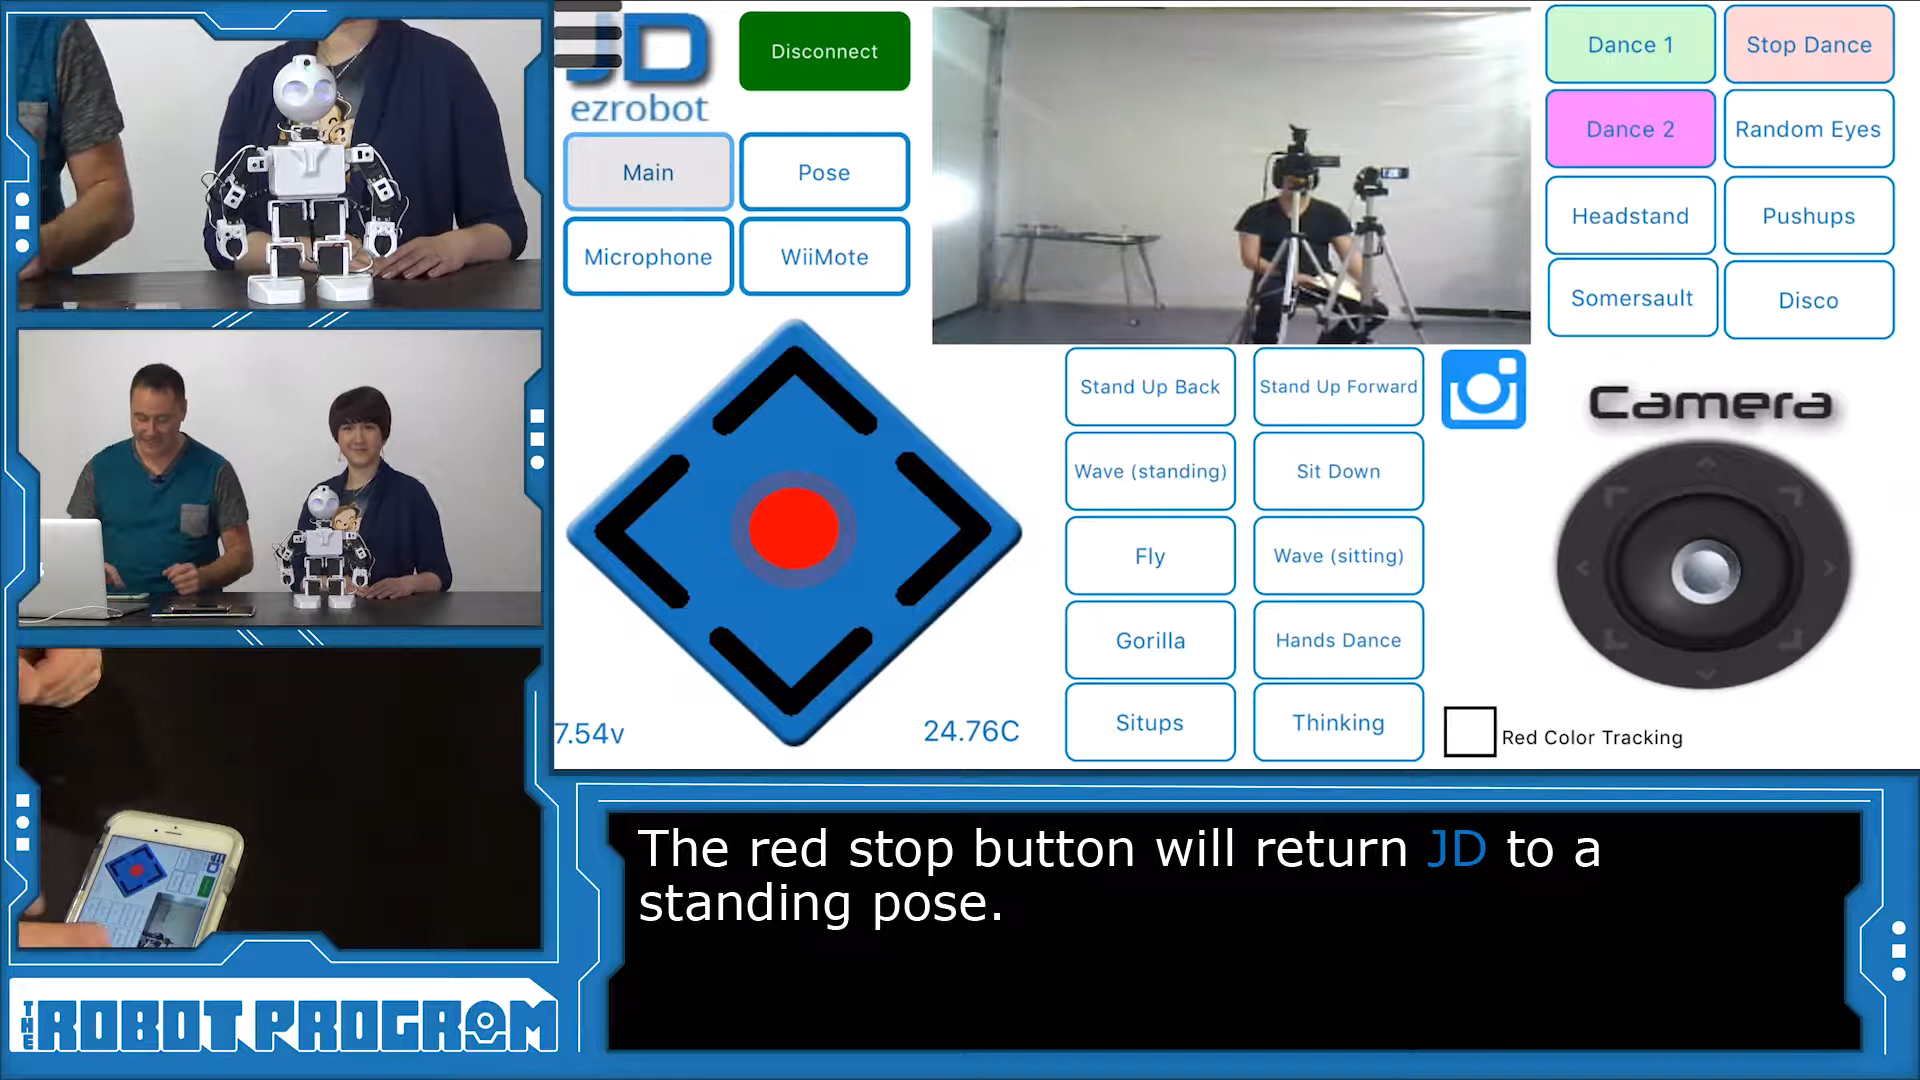 JD
ezrobot
Disconnect
Main
Pose
Microphone
WiiMote
7.54v
24.76C
Dance 1
Stop Dance
Dance 2
Random Eyes
Headstand
Pushups
Somersault
Disco
Stand Up Back
Stand Up Forward
Wave (standing)
Sit Down
Fly
Wave (sitting)
Gorilla
Hands Dance
Situps
Thinking
Camera
Red Color Tracking
The red stop button will return JD to a
standing pose.
THE ROBOT PROGRAM